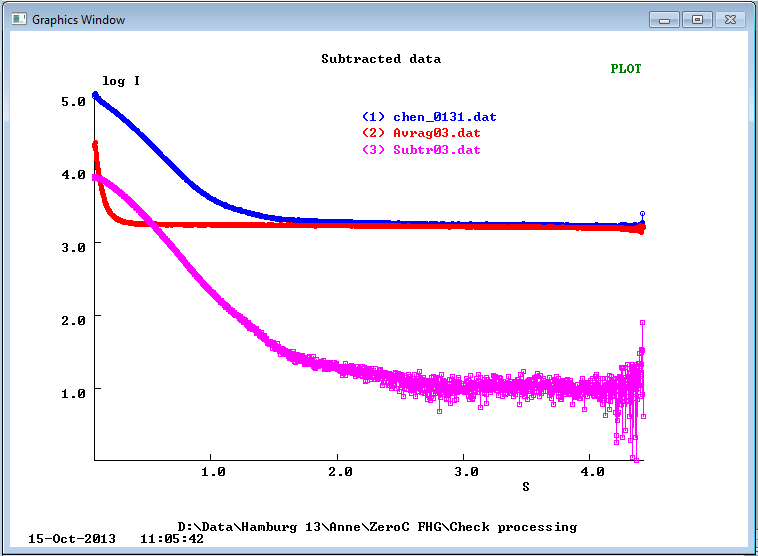 Graphics Window
Subtracted data
PLOT
log I
5.0
(1) chen_0131.dat
(2) Avrag03.dat
(3) Subtr03.dat
4.0
3.0
2.0
1.0
1.0 2.0 3.0 4.0
S
D:\Data\Hamburg 13\Anne\ZeroC FHG\Check processing
15-Oct-2013 11:05:42